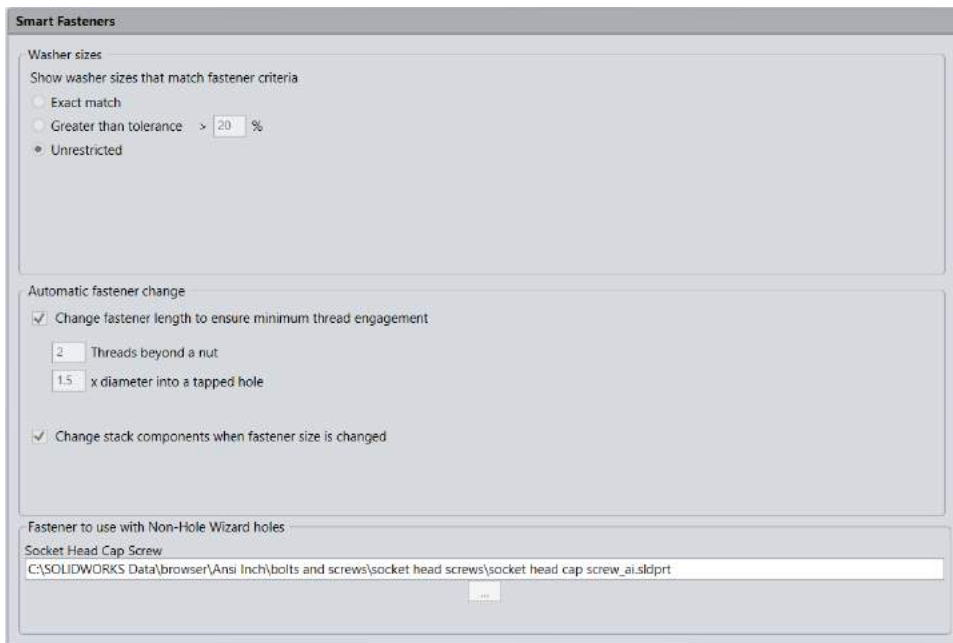 Smart Fasteners
Washer sizes
Show washer sizes that match fastener criteria
Exact match
Greater than tolerance > 20 %
Unrestricted
Automatic fastener change
Change fastener length to ensure minimum thread engagement
2 Threads beyond a nut
1.5 x diameter into a tapped hole
Change stack components when fastener size is changed
Fastener to use with Non-Hole Wizard holes
Socket Head Cap Screw
C:\SOLIDWORKS Data\browser\Ansi Inch\bolts and screws\socket head screws\socket head cap screw_ai.sldprt
...